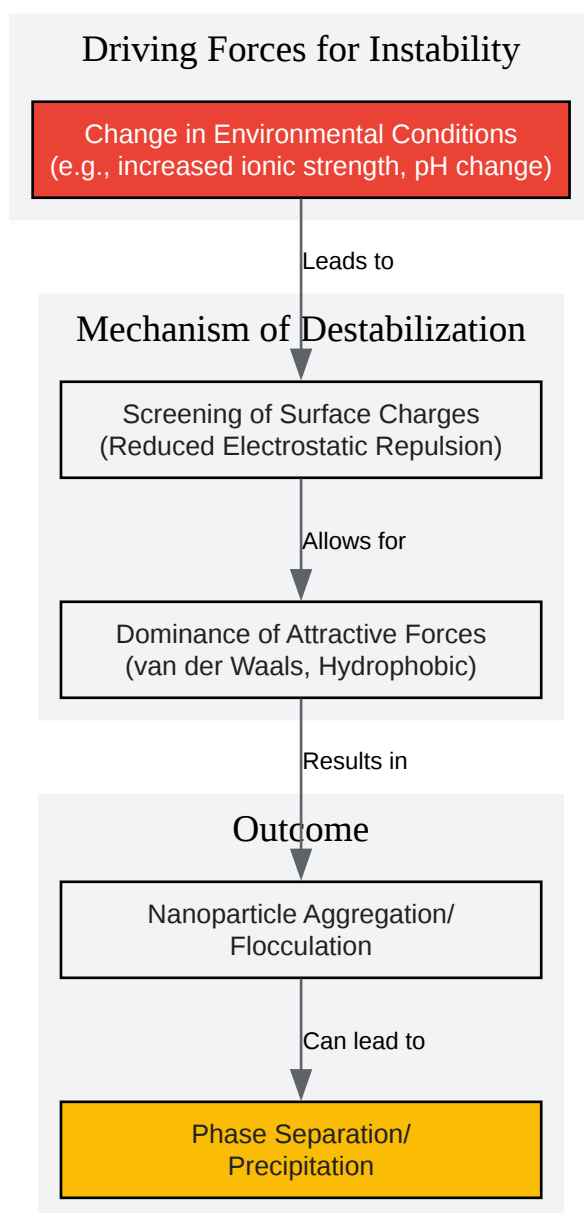 Driving Forces for Instability
Change in Environmental Conditions
(e.g., increased ionic strength, pH change)
Leads to
Mechanism of Destabilization
Screening of Surface Charges
(Reduced Electrostatic Repulsion)
Allows for
Dominance of Attractive Forces
(van der Waals, Hydrophobic)
Results in
Outcome
Nanoparticle Aggregation/
Flocculation
Can lead to
Phase Separation/
Precipitation